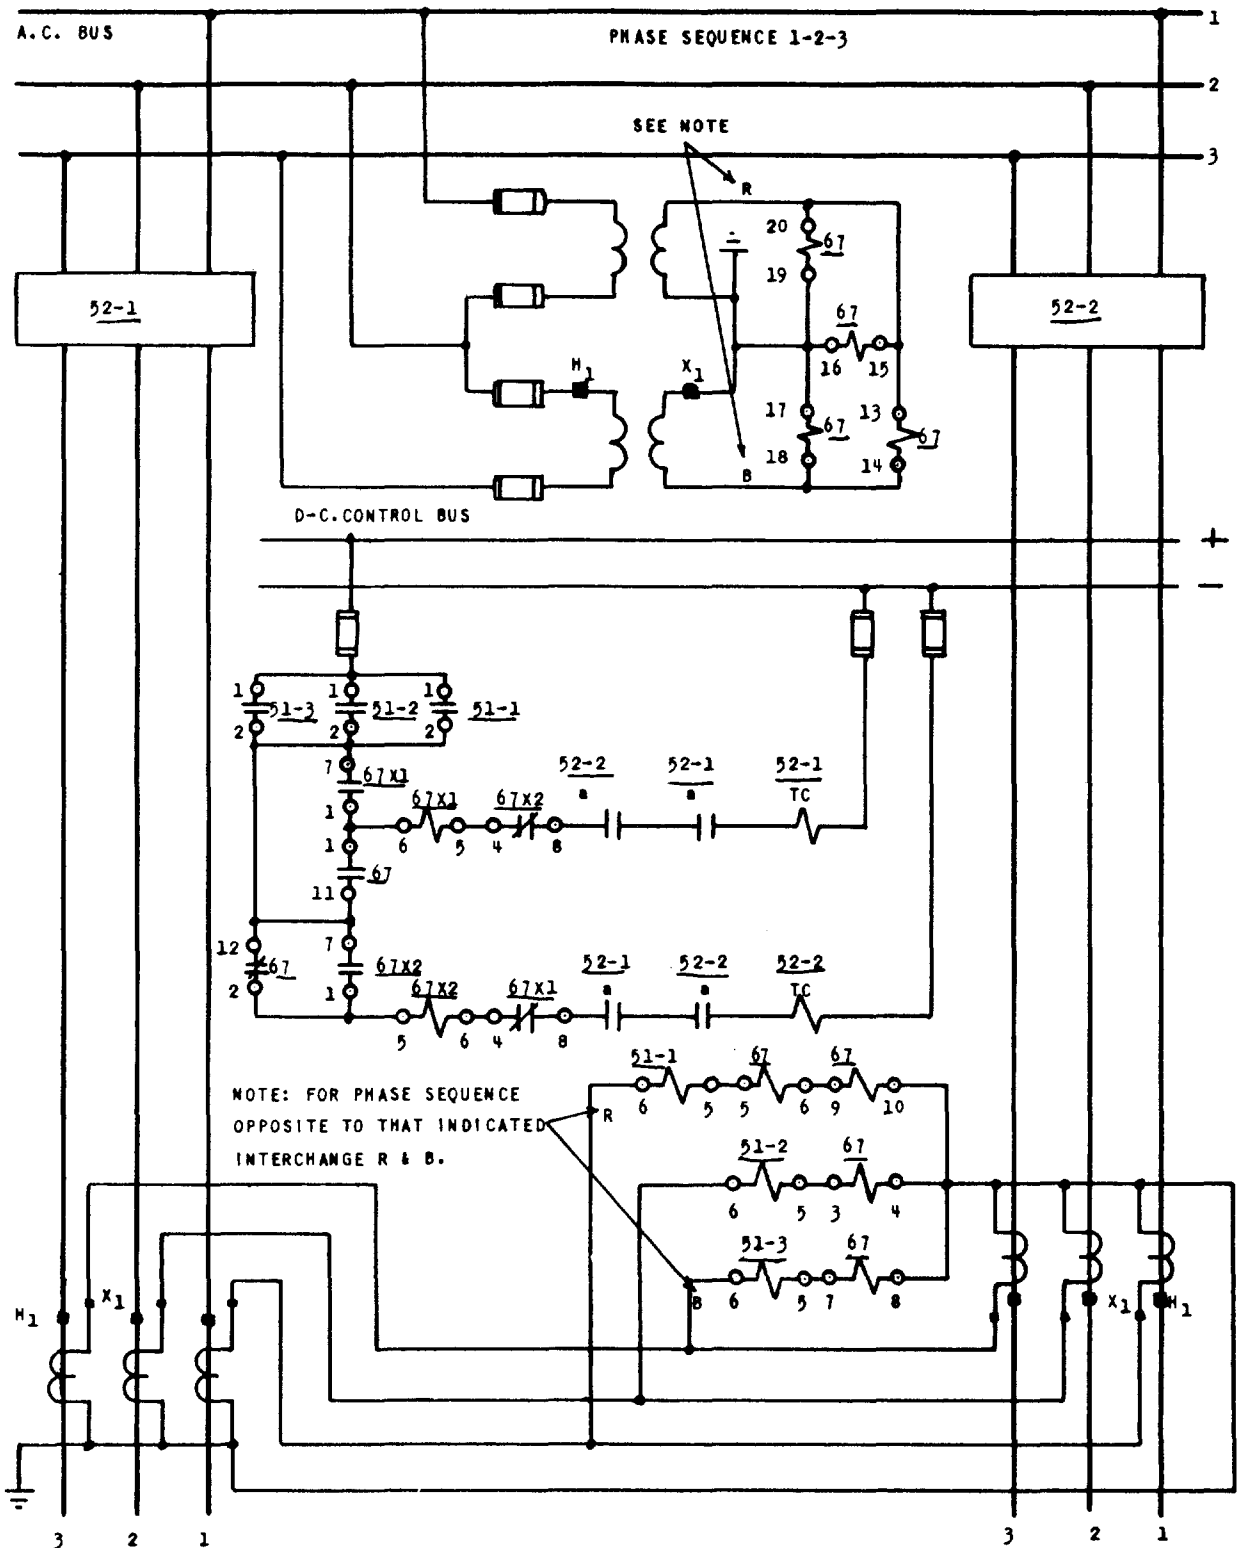 1
A.C. BUS
PHASE SEQUENCE 1-2-3
2
SEE NOTE
3
R
20
67
19
52-1
52-2
67
16
15
H1
X1
17
67
13
67
18
14
B
D-C. CONTROL BUS
+
-
1
51-3
1
51-2
1
51-1
2
2
2
7
67X1
52-2
52-1
52-1
a
a
TC
1
67X1
67X2
6
5
4
8
1
67
11
12
7
67
67X2
52-1
52-2
52-2
a
a
TC
2
1
67X2
67X1
5
6
4
8
51-1
67
67
6
5
5
6
9
10
NOTE: FOR PHASE SEQUENCE
OPPOSITE TO THAT INDICATED
INTERCHANGE R & B.
R
51-2
67
6
5
3
4
51-3
67
B
6
5
7
8
H1
X1
X1
H1
3
2
1
3
2
1